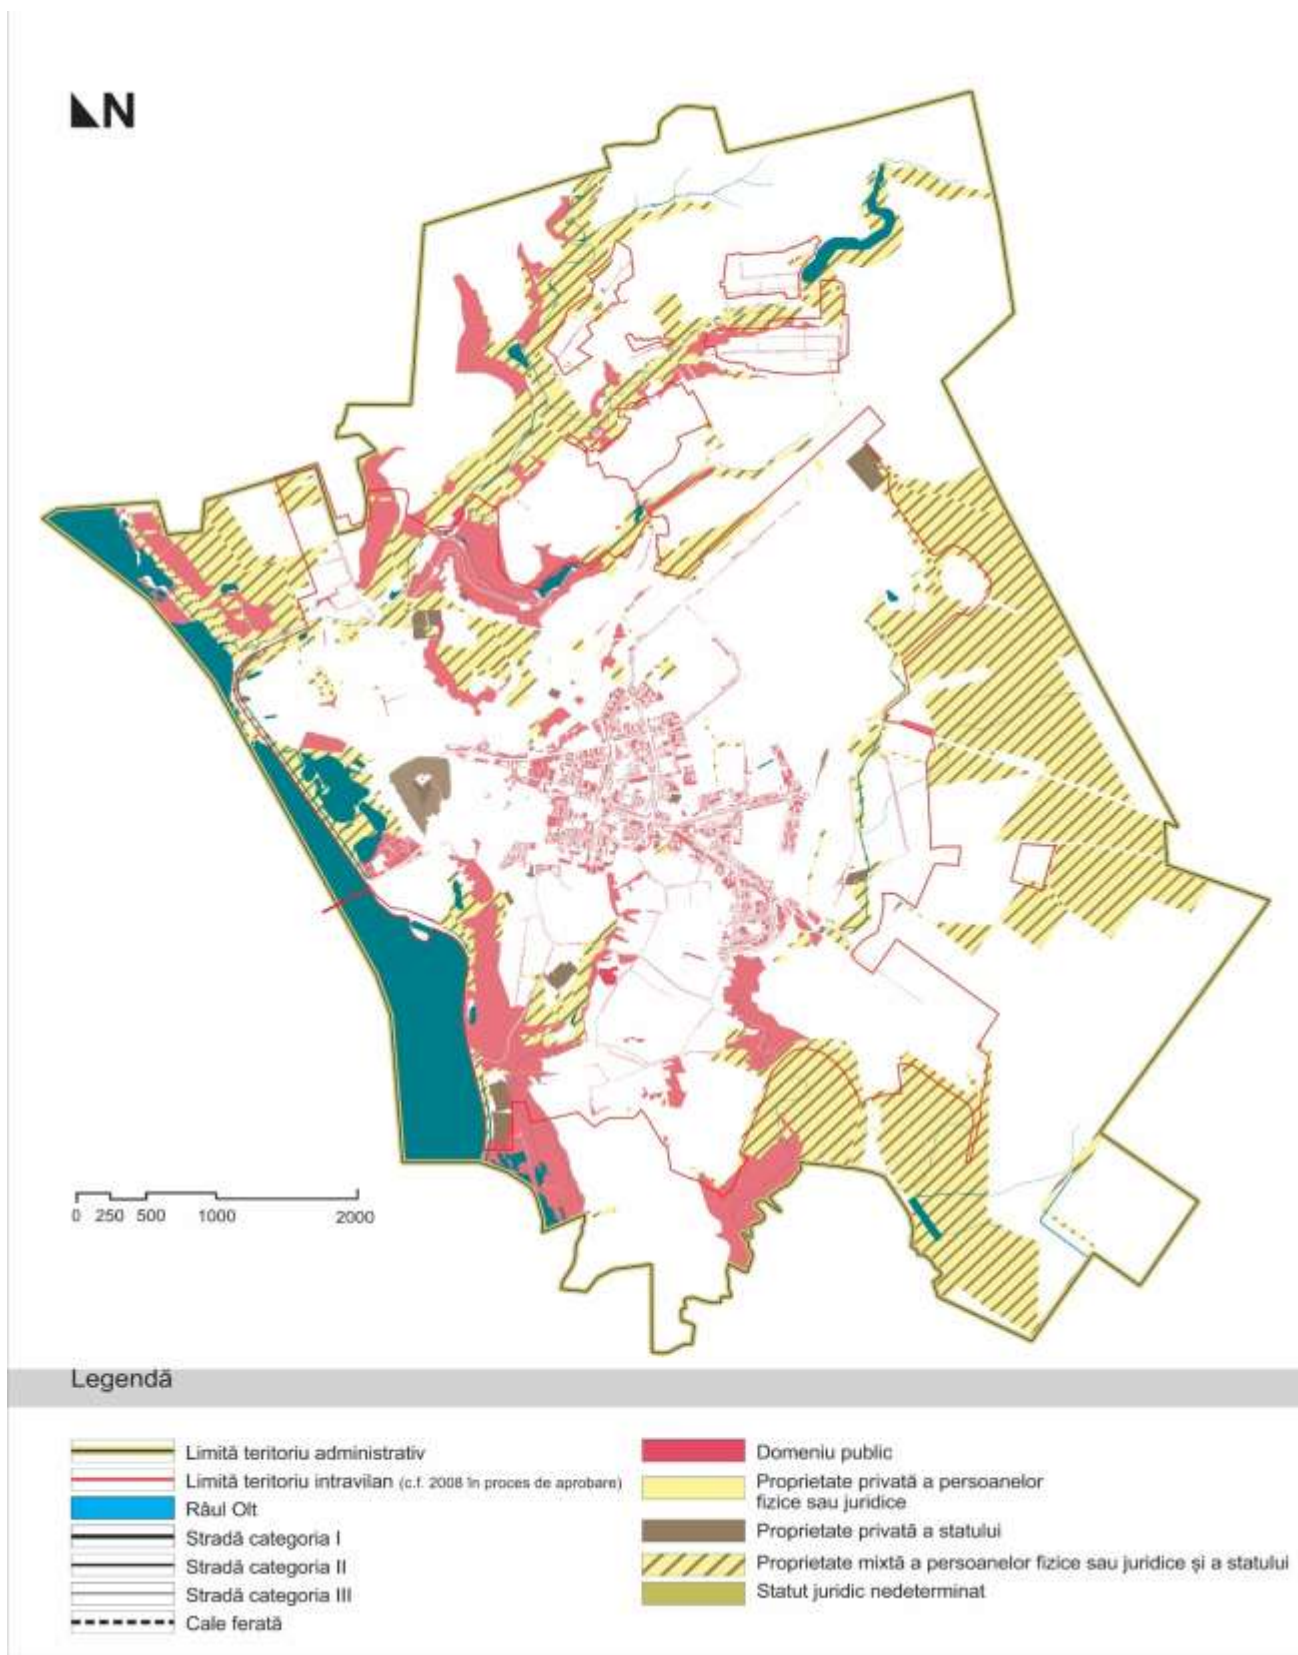 N
0 250 500 1000 2000
Legendă
Limită teritoriu administrativ
Limită teritoriu intravilan (c.f. 2008 în proces de aprobare)
Râul Olt
Stradă categoria I
Stradă categoria II
Stradă categoria III
Cale ferată
Domeniu public
Proprietate privată a persoanelor
fizice sau juridice
Proprietate privată a statului
Proprietate mixtă a persoanelor fizice sau juridice și a statului
Statut juridic nedeterminat